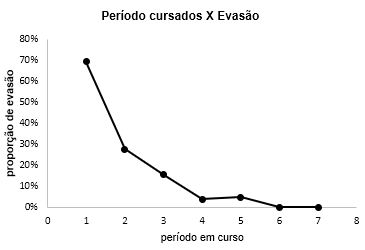 Período cursados X Evasão
proporção de evasão
80%
70%
60%
50%
40%
30%
20%
10%
0%
0 1 2 3 4 5 6 7 8
período em curso